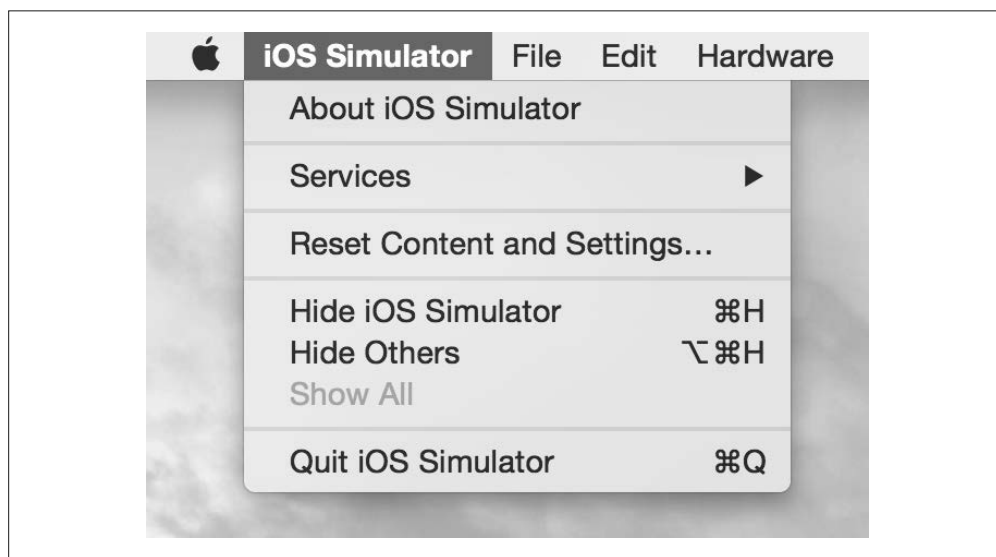 iOS Simulator File Edit Hardware
About iOS Simulator
Services
Reset Content and Settings…
Hide iOS Simulator ⌘H
Hide Others ⌥⌘H
Show All
Quit iOS Simulator ⌘Q